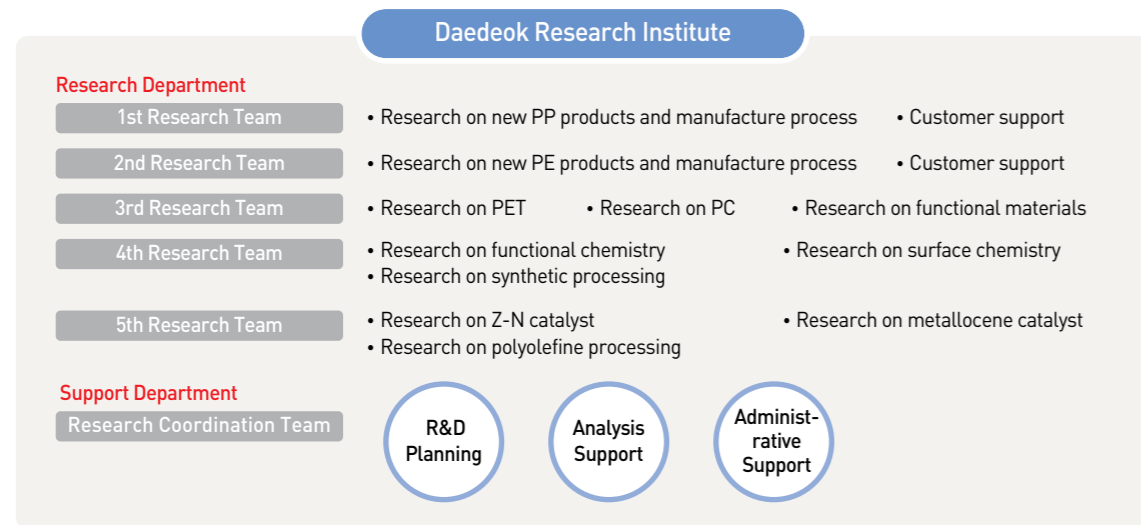 Daedeok Research Institute
Research Department
1st Research Team • Research on new PP products and manufacture process • Customer support
2nd Research Team • Research on new PE products and manufacture process • Customer support
3rd Research Team • Research on PET • Research on PC • Research on functional materials
4th Research Team • Research on functional chemistry • Research on surface chemistry
• Research on synthetic processing
5th Research Team • Research on Z-N catalyst • Research on metallocene catalyst
• Research on polyolefine processing
Support Department
Research Coordination Team
R&D
Planning
Analysis
Support
Administ-
rative
Support